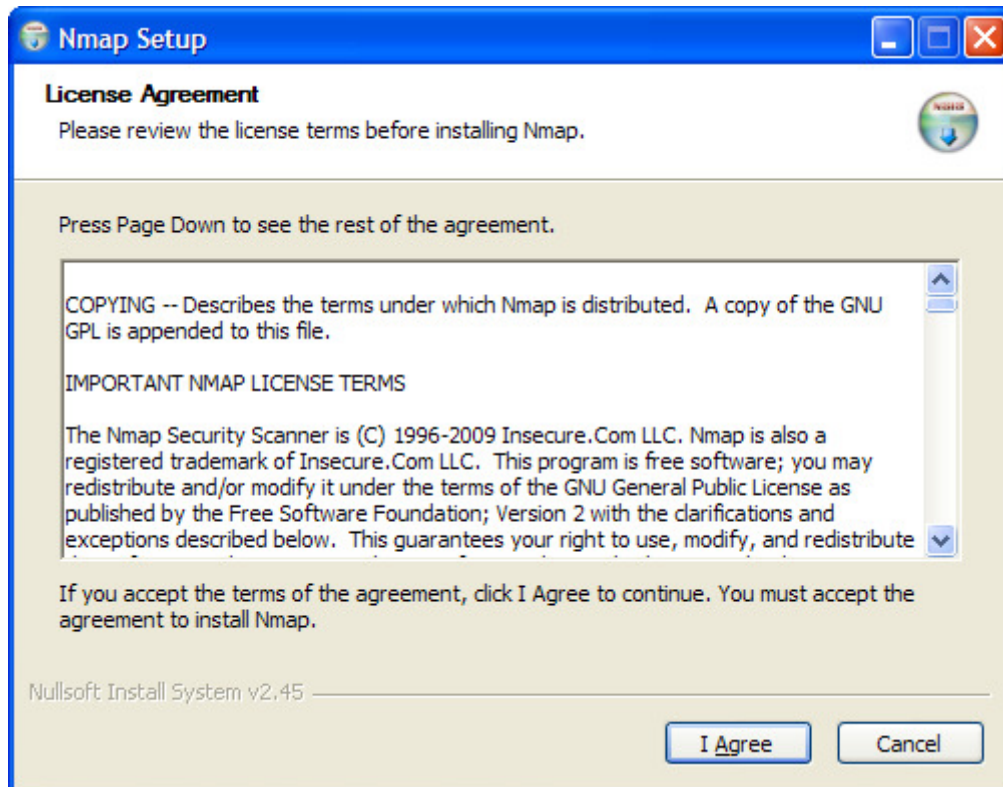 Nmap Setup
License Agreement
Please review the license terms before installing Nmap.
Press Page Down to see the rest of the agreement.
COPYING -- Describes the terms under which Nmap is distributed.  A copy of the GNU
GPL is appended to this file.
IMPORTANT NMAP LICENSE TERMS
The Nmap Security Scanner is (C) 1996-2009 Insecure.Com LLC. Nmap is also a
registered trademark of Insecure.Com LLC.  This program is free software; you may
redistribute and/or modify it under the terms of the GNU General Public License as
published by the Free Software Foundation; Version 2 with the clarifications and
exceptions described below.  This guarantees your right to use, modify, and redistribute
If you accept the terms of the agreement, click I Agree to continue. You must accept the
agreement to install Nmap.
Nullsoft Install System v2.45
I Agree
Cancel